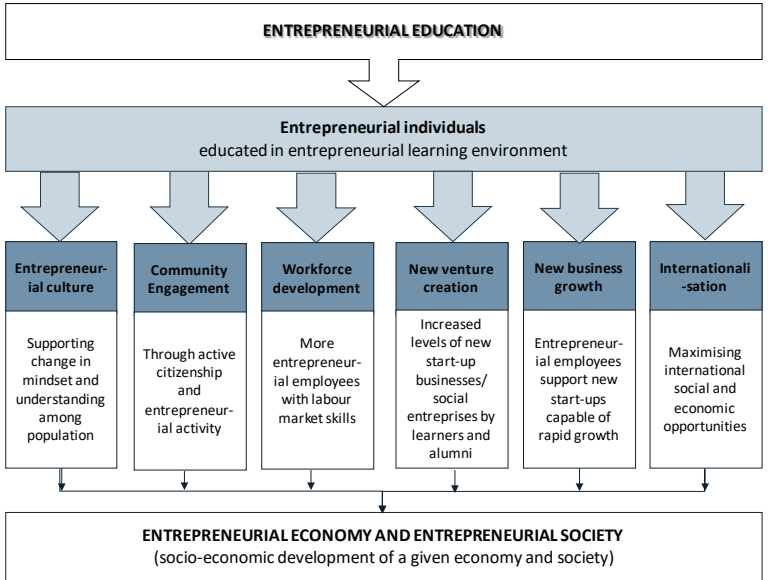 ENTREPRENEURIAL EDUCATION
Entrepreneurial individuals
educated in entrepreneurial learning environment
Entrepreneur-
ial culture
Supporting
change in
mindset and
understanding
among
population
Community
Engagement
Through active
citizenship
and
entrepreneur-
ial activity
Workforce
development
More
entrepreneur-
ial employees
with labour
market skills
New venture
creation
Increased
levels of new
start-up
businesses/
social
entreprises by
learners and
alumni
New business
growth
Entrepreneur-
ial employees
support new
start-ups
capable of
rapid growth
Internationali
-sation
Maximising
international
social and
economic
opportunities
ENTREPRENEURIAL ECONOMY AND ENTREPRENEURIAL SOCIETY
(socio-economic development of a given economy and society)